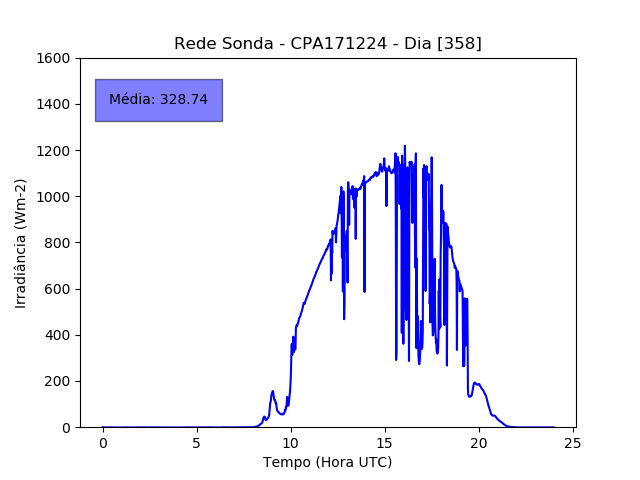 Rede Sonda - CPA171224 - Dia [358]
1600
1400
1200
1000
800
600
400
200
0
Média: 328.74
Irradiância (Wm-2)
0 5 10 15 20 25
Tempo (Hora UTC)